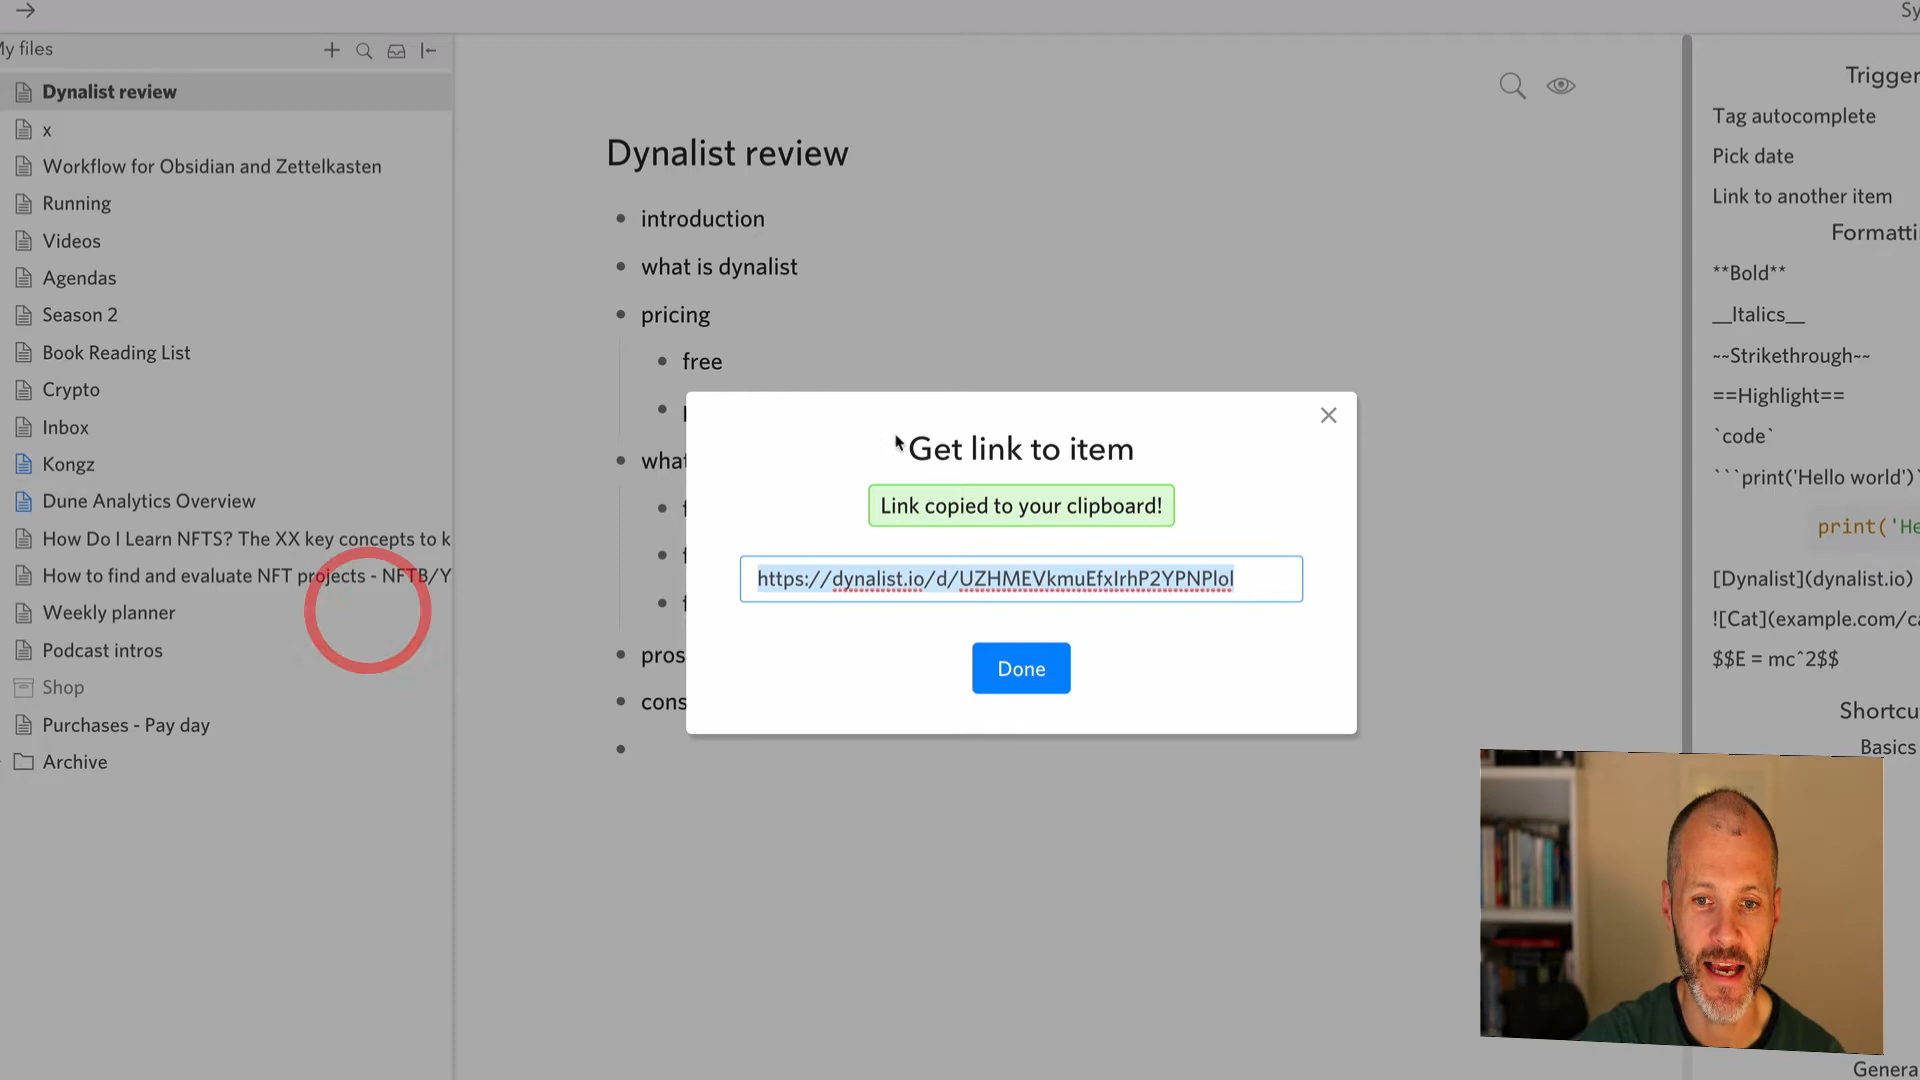 Sy
My files
Dynalist review
x
Workflow for Obsidian and Zettelkasten
Running
Videos
Agendas
Season 2
Book Reading List
Crypto
Inbox
Kongz
Dune Analytics Overview
How Do I Learn NFTS? The XX key concepts to k
How to find and evaluate NFT projects - NFTB/Y
Weekly planner
Podcast intros
Shop
Purchases - Pay day
Archive
Dynalist review
introduction
what is dynalist
pricing
free
what
pros
cons
Get link to item
Link copied to your clipboard!
https://dynalist.io/d/UZHMEVkmuEfxIrhP2YPNPlol
Done
Trigger
Tag autocomplete
Pick date
Link to another item
Formatti
**Bold**
__Italics__
~~Strikethrough~~
==Highlight==
`code`
```print('Hello world')`
print('He
[Dynalist](dynalist.io)
![Cat](example.com/ca
$$E = mc^2$$
Shortcu
Basics
Genera